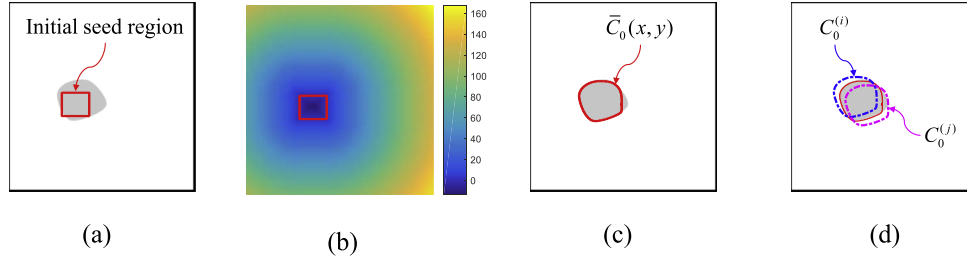 Initial seed region
160
140
120
100
80
60
40
20
0
C̅₀(x, y)
C₀⁽ⁱ⁾
C₀⁽ʲ⁾
(a)
(b)
(c)
(d)